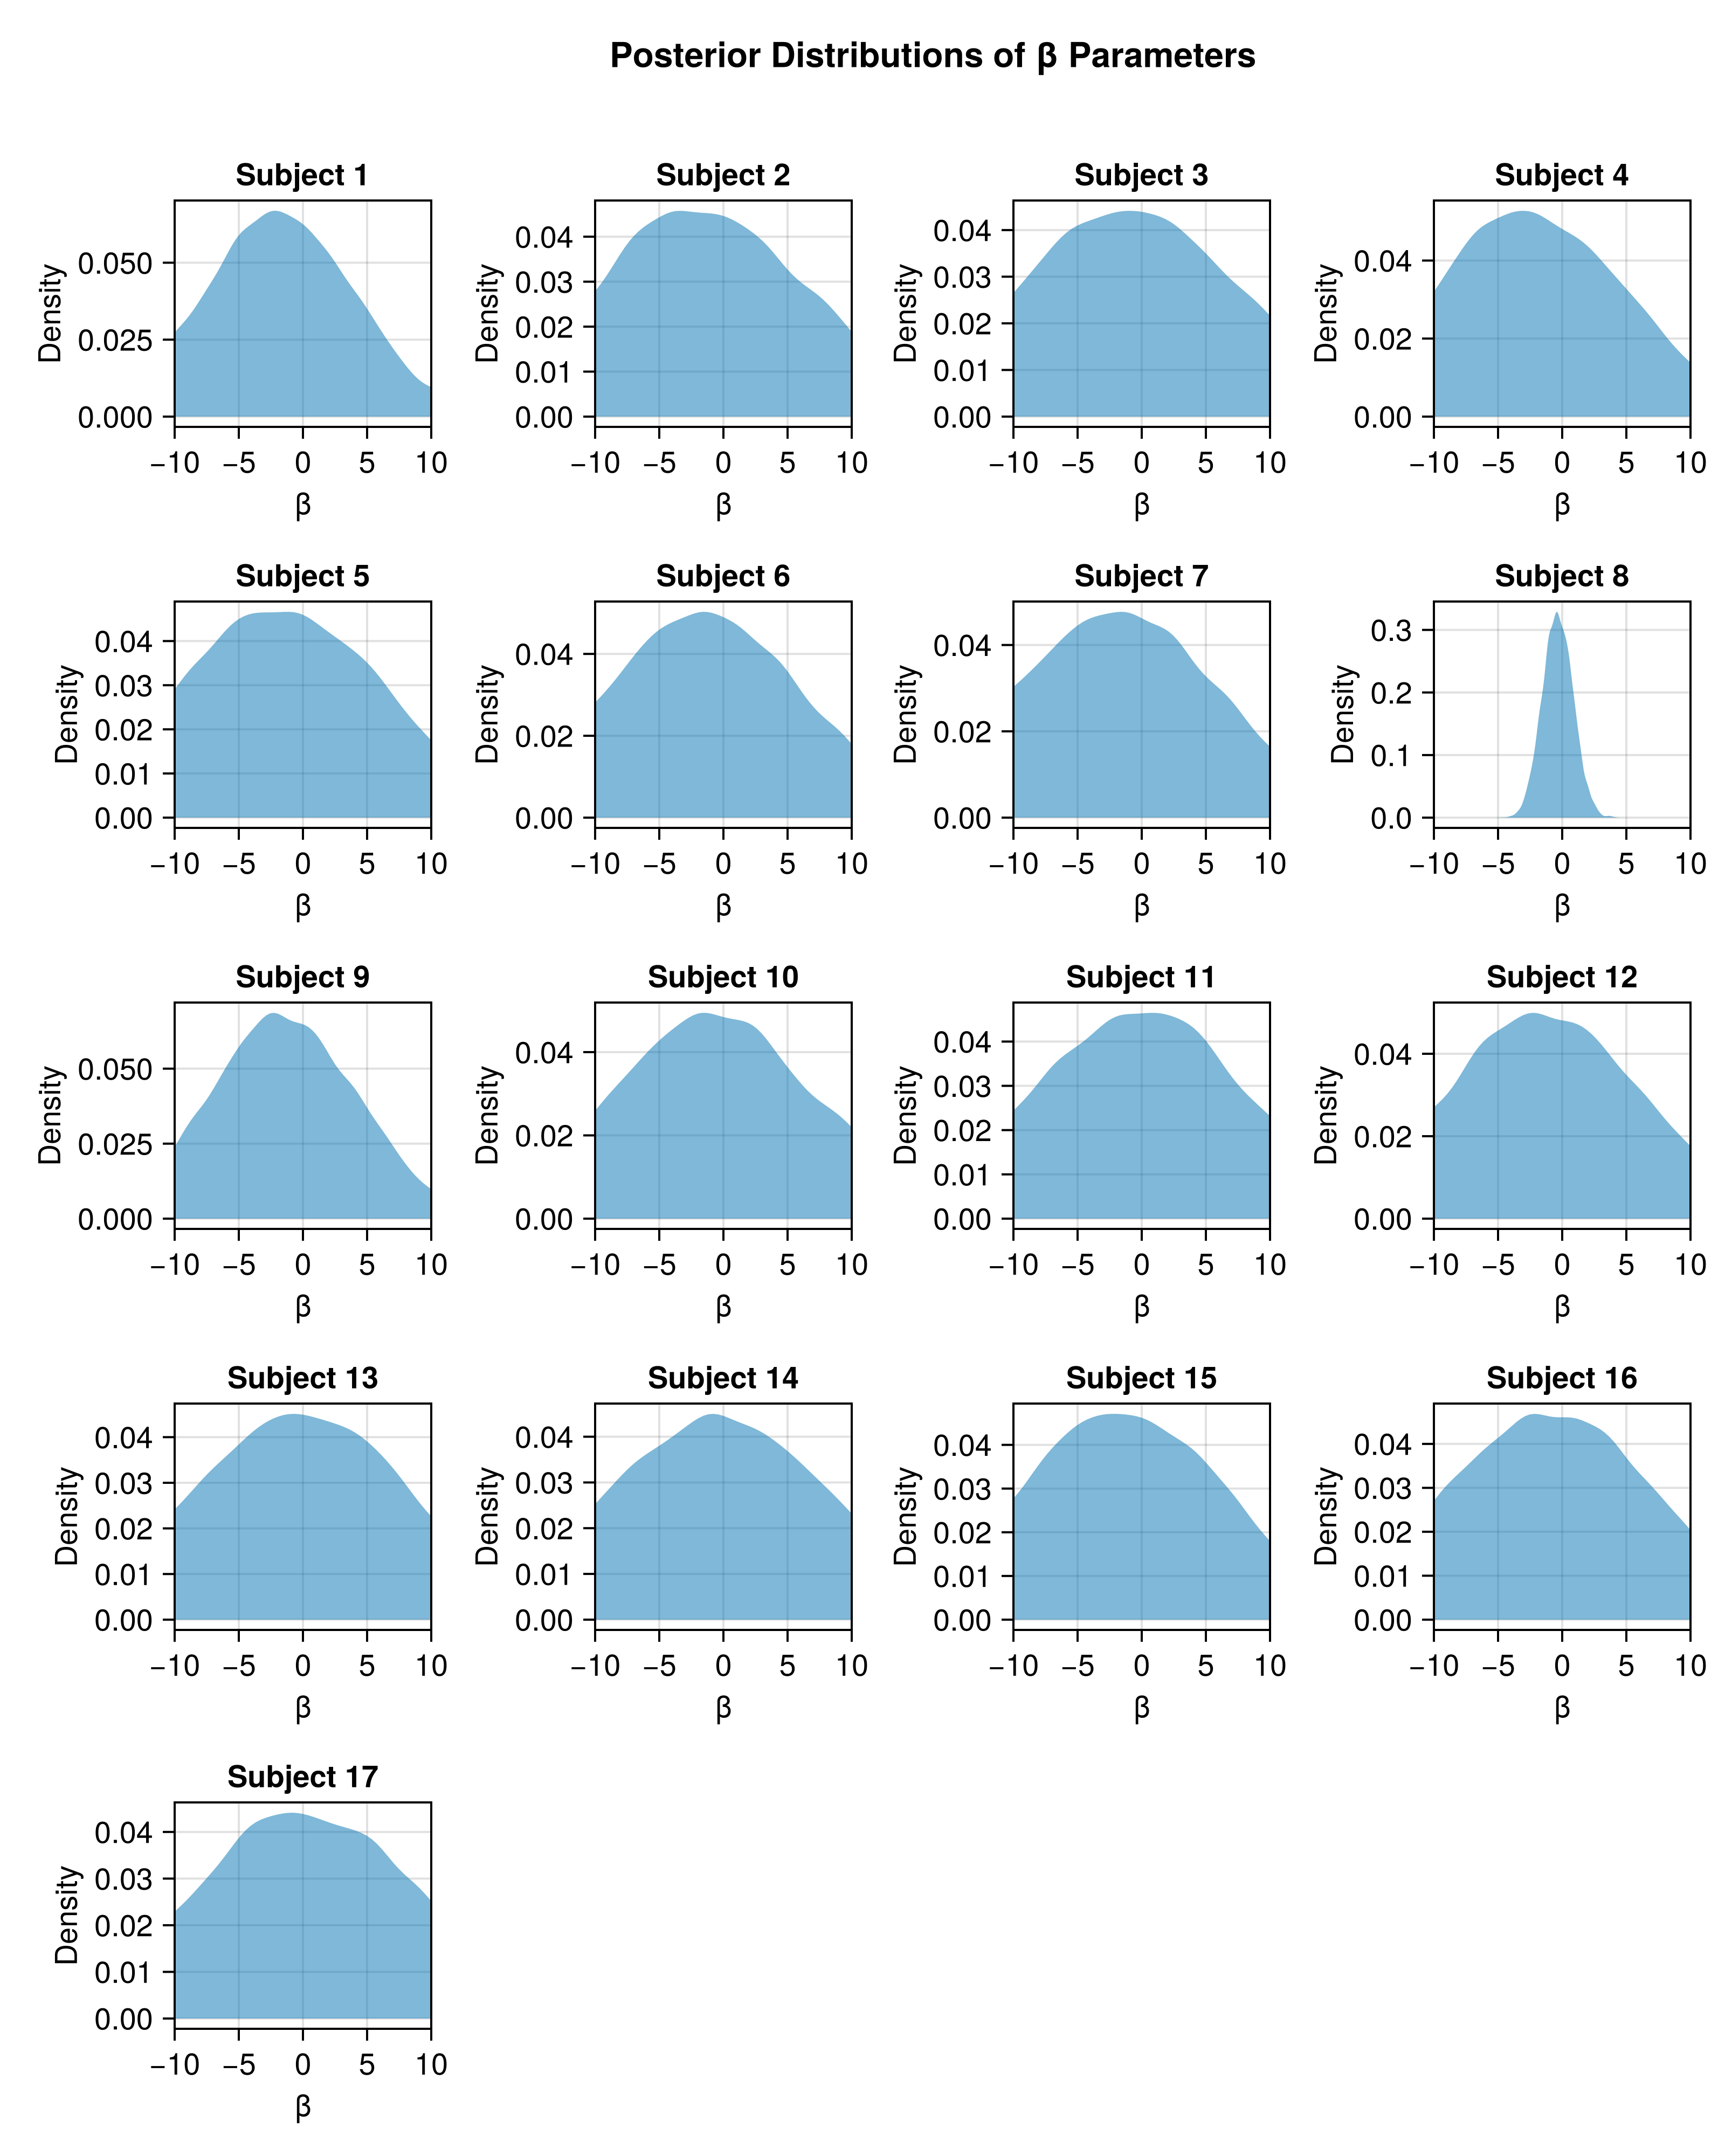 Posterior Distributions of β Parameters
Subject 1 Subject 2 Subject 3 Subject 4
Density 0.050 0.025 0.000 Density 0.04 0.03 0.02 0.01 0.00 Density 0.04 0.03 0.02 0.01 0.00 Density 0.04 0.02 0.00
−10 −5 0 5 10 −10 −5 0 5 10 −10 −5 0 5 10 −10 −5 0 5 10
β β β β
Subject 5 Subject 6 Subject 7 Subject 8
Density 0.04 0.03 0.02 0.01 0.00 Density 0.04 0.02 0.00 Density 0.04 0.02 0.00 Density 0.3 0.2 0.1 0.0
−10 −5 0 5 10 −10 −5 0 5 10 −10 −5 0 5 10 −10 −5 0 5 10
β β β β
Subject 9 Subject 10 Subject 11 Subject 12
Density 0.050 0.025 0.000 Density 0.04 0.02 0.00 Density 0.04 0.03 0.02 0.01 0.00 Density 0.04 0.02 0.00
−10 −5 0 5 10 −10 −5 0 5 10 −10 −5 0 5 10 −10 −5 0 5 10
β β β β
Subject 13 Subject 14 Subject 15 Subject 16
Density 0.04 0.03 0.02 0.01 0.00 Density 0.04 0.03 0.02 0.01 0.00 Density 0.04 0.03 0.02 0.01 0.00 Density 0.04 0.03 0.02 0.01 0.00
−10 −5 0 5 10 −10 −5 0 5 10 −10 −5 0 5 10 −10 −5 0 5 10
β β β β
Subject 17
Density 0.04 0.03 0.02 0.01 0.00
−10 −5 0 5 10
β